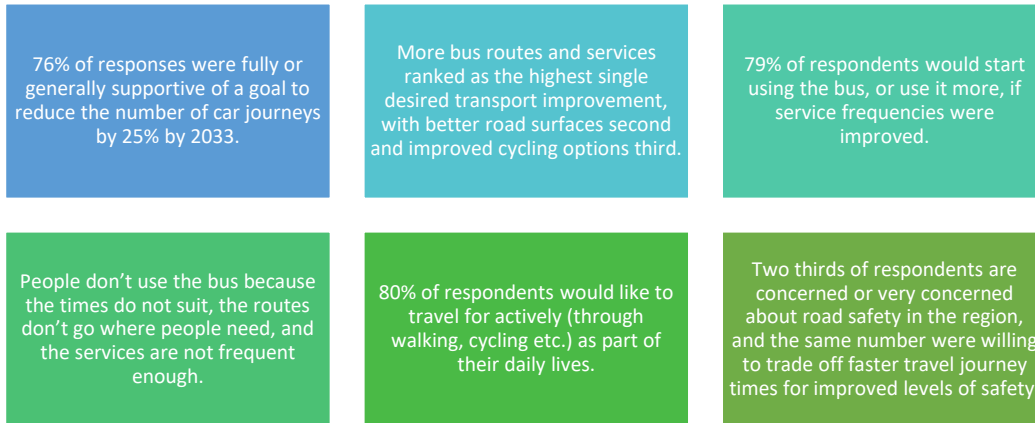 76% of responses were fully or
generally supportive of a goal to
reduce the number of car journeys
by 25% by 2033.
More bus routes and services
ranked as the highest single
desired transport improvement,
with better road surfaces second
and improved cycling options third.
79% of respondents would start
using the bus, or use it more, if
service frequencies were
improved.
People don’t use the bus because
the times do not suit, the routes
don’t go where people need, and
the services are not frequent
enough.
80% of respondents would like to
travel for actively (through
walking, cycling etc.) as part of
their daily lives.
Two thirds of respondents are
concerned or very concerned
about road safety in the region,
and the same number were willing
to trade off faster travel journey
times for improved levels of safety